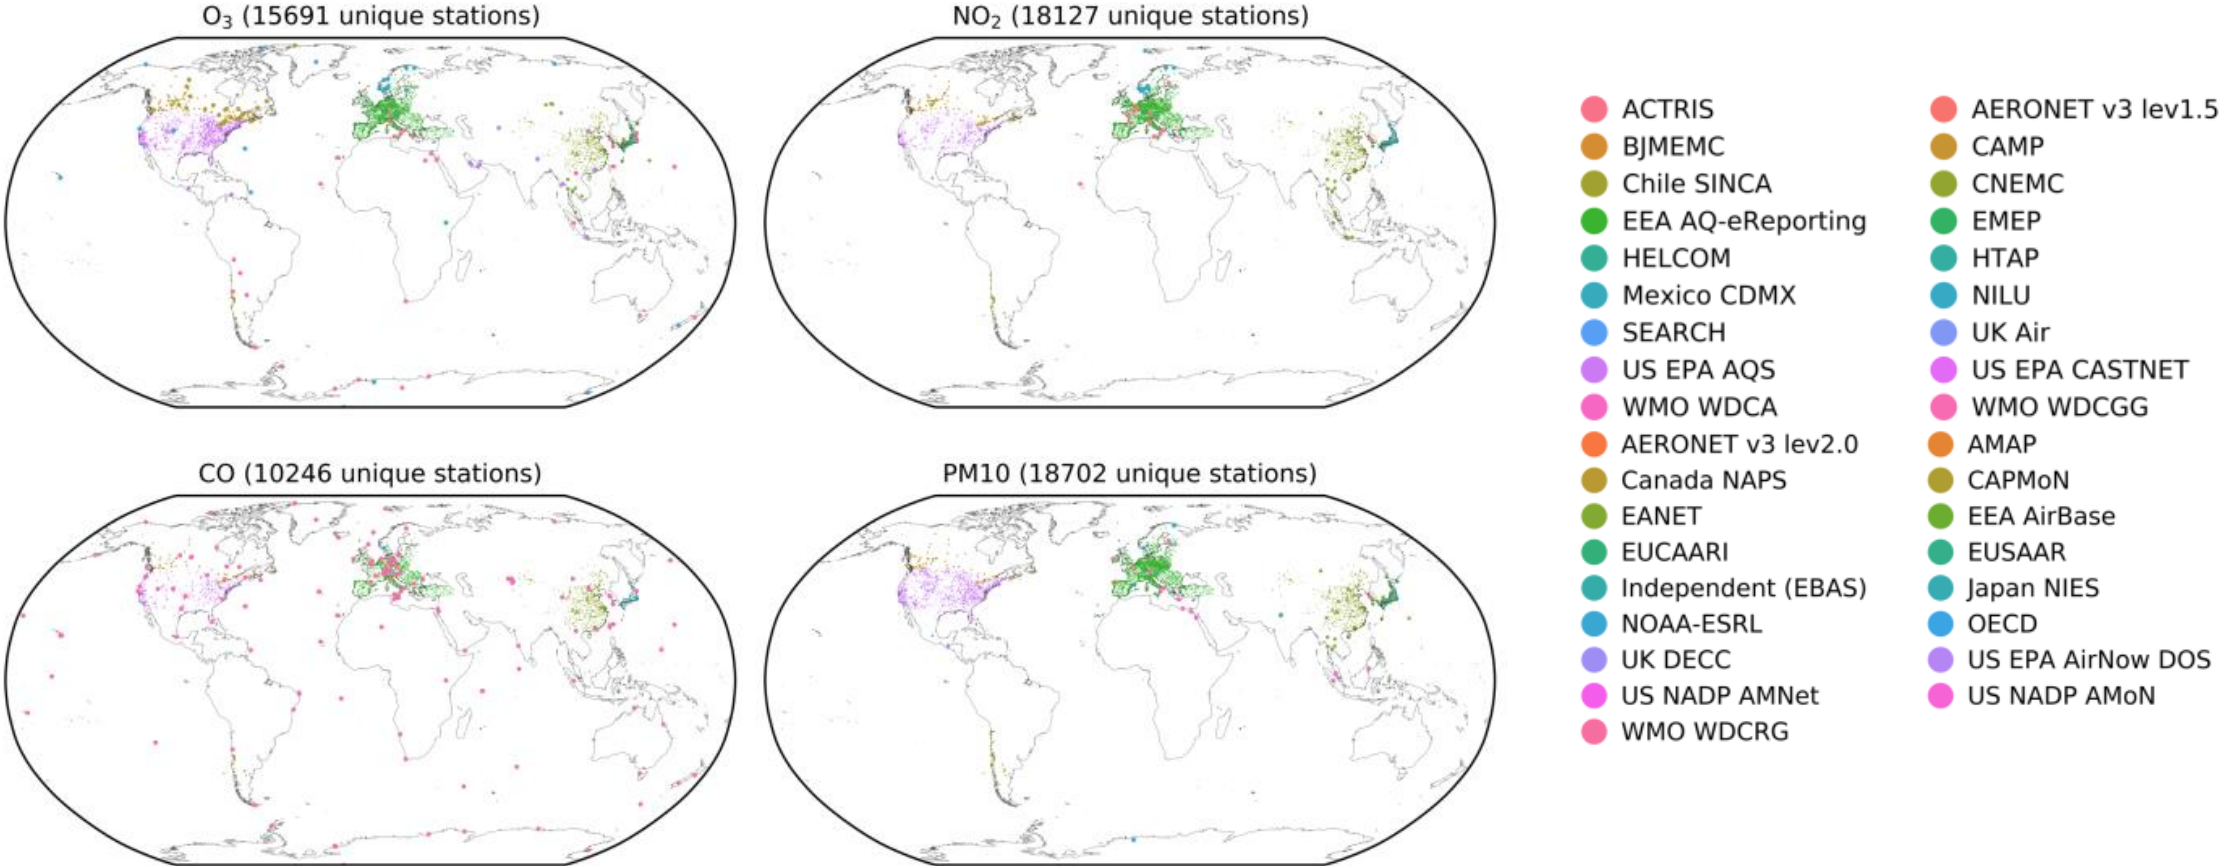 O₃ (15691 unique stations)
NO₂ (18127 unique stations)
CO (10246 unique stations)
PM10 (18702 unique stations)
ACTRIS
AERONET v3 lev1.5
BJMEMC
CAMP
Chile SINCA
CNEMC
EEA AQ-eReporting
EMEP
HELCOM
HTAP
Mexico CDMX
NILU
SEARCH
UK Air
US EPA AQS
US EPA CASTNET
WMO WDCA
WMO WDCGG
AERONET v3 lev2.0
AMAP
Canada NAPS
CAPMoN
EANET
EEA AirBase
EUCAARI
EUSAAR
Independent (EBAS)
Japan NIES
NOAA-ESRL
OECD
UK DECC
US EPA AirNow DOS
US NADP AMNet
US NADP AMoN
WMO WDCRG